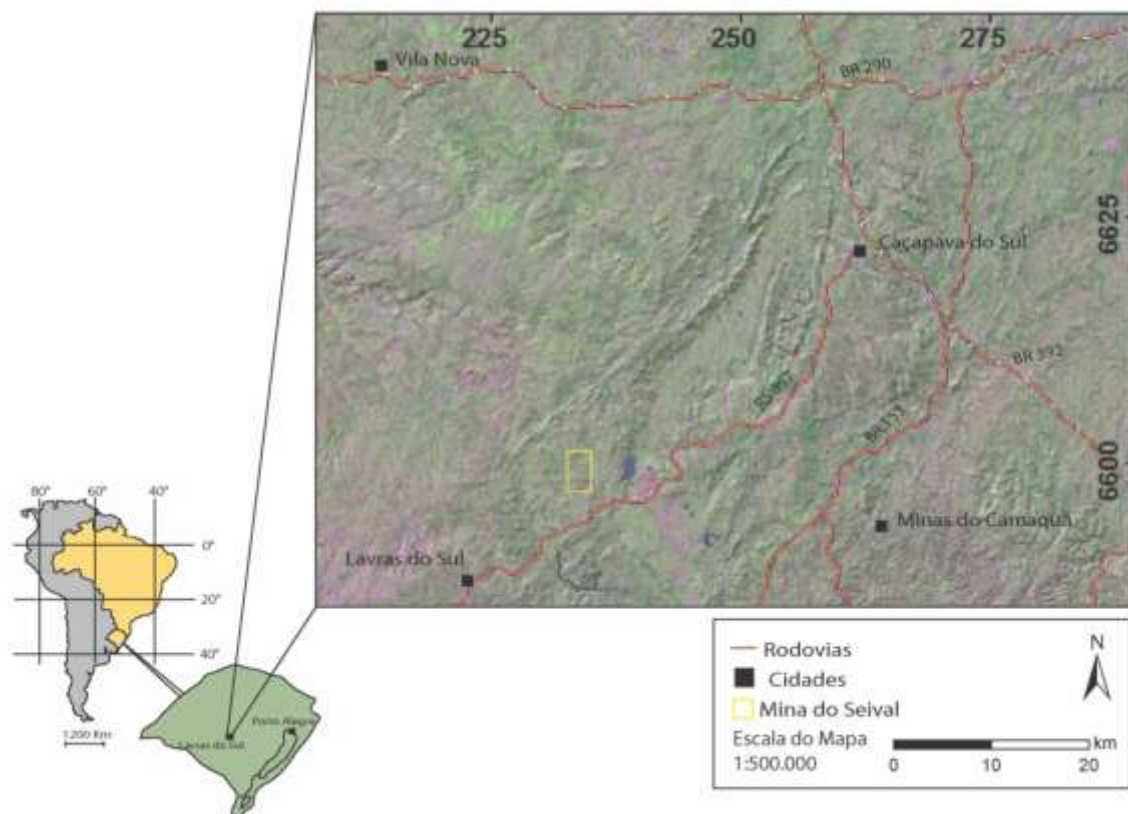 225 250 275
Vila Nova
BR 290
6625
Caçapava do Sul
BR 392
BR153
6600
Minas do Camaquã
Lavras do Sul
80° 60° 40°
0°
20°
40°
1200 Km
Porto Alegre
Lavras do Sul
N
Rodovias
Cidades
Mina do Seival
Escala do Mapa
1:500.000
km
0 10 20